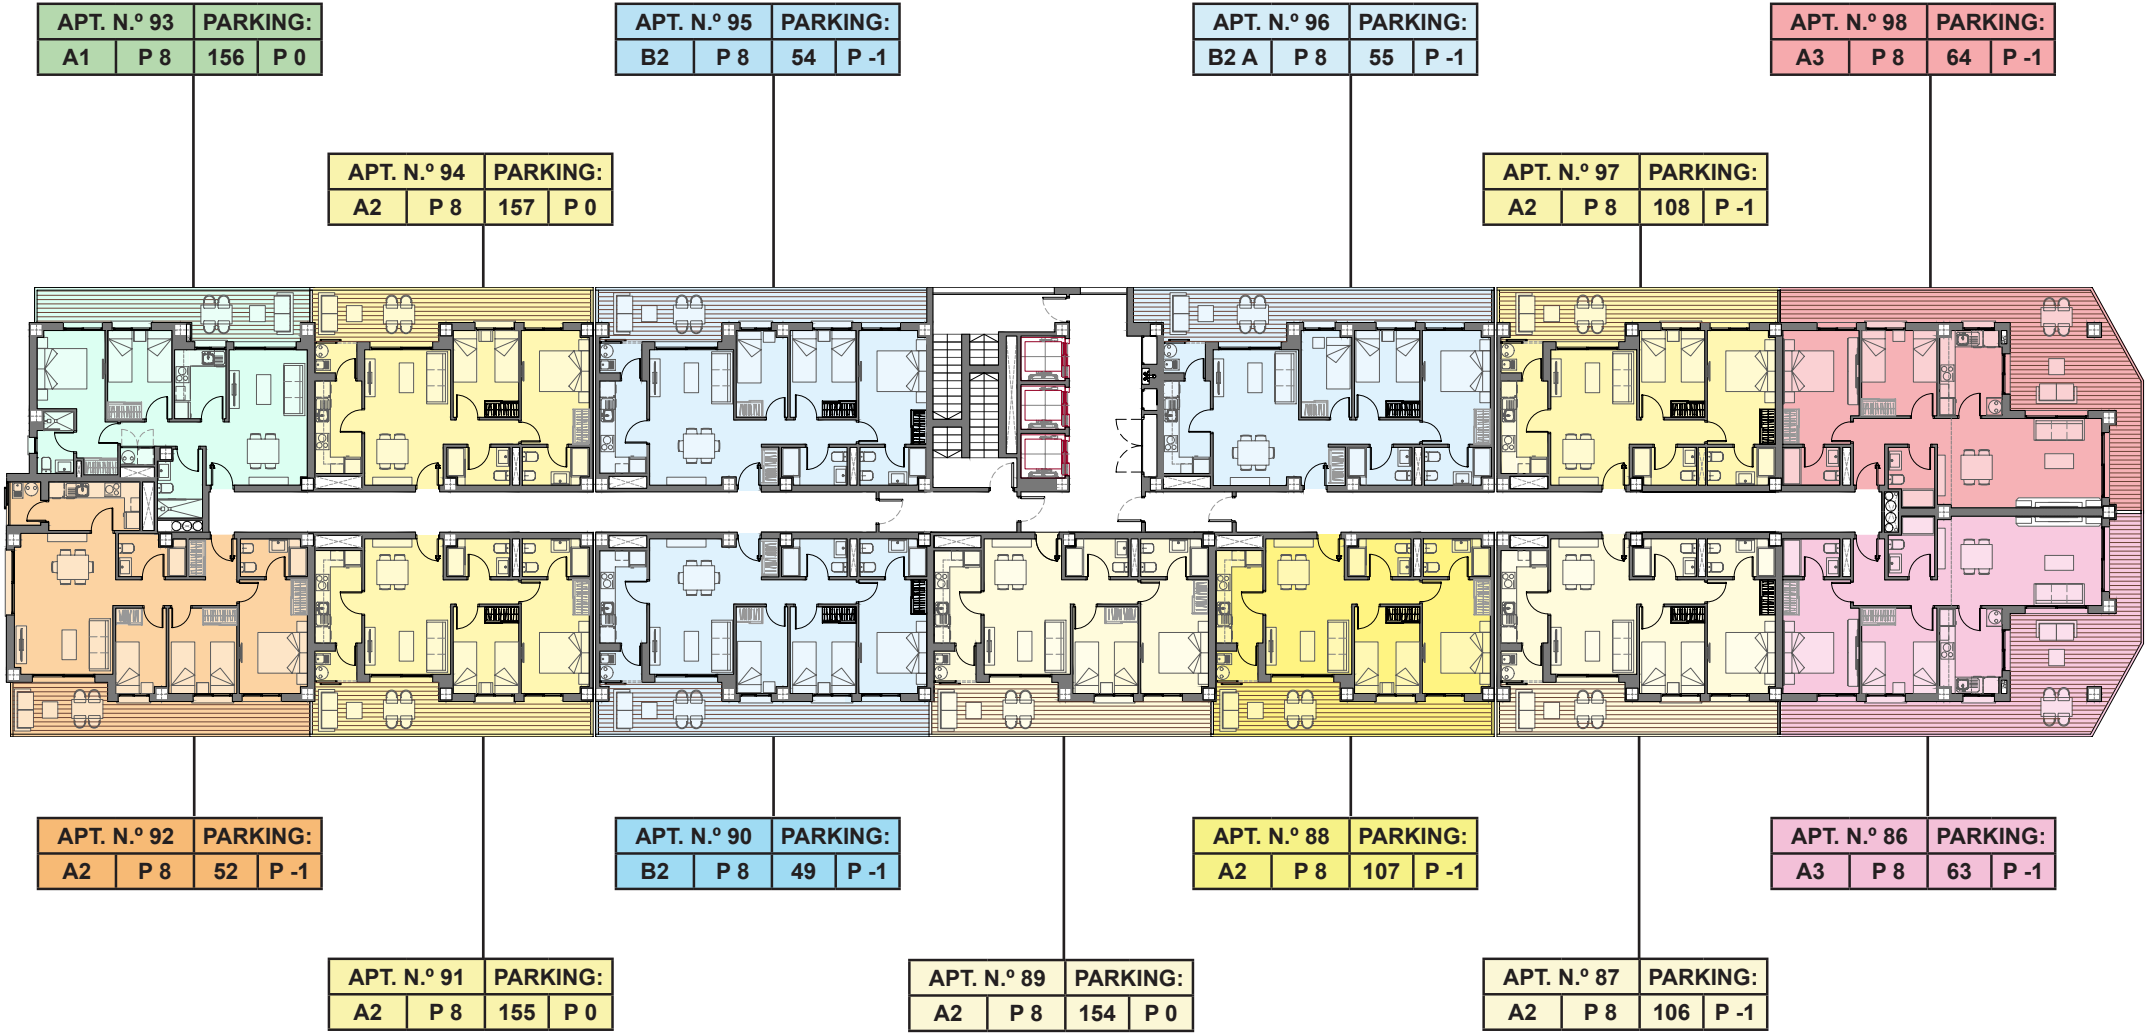 APT. N.º 93 PARKING:
A1 P 8 156 P 0
APT. N.º 95 PARKING:
B2 P 8 54 P -1
APT. N.º 96 PARKING:
B2 A P 8 55 P -1
APT. N.º 98 PARKING:
A3 P 8 64 P -1
APT. N.º 94 PARKING:
A2 P 8 157 P 0
APT. N.º 97 PARKING:
A2 P 8 108 P -1
APT. N.º 92 PARKING:
A2 P 8 52 P -1
APT. N.º 90 PARKING:
B2 P 8 49 P -1
APT. N.º 88 PARKING:
A2 P 8 107 P -1
APT. N.º 86 PARKING:
A3 P 8 63 P -1
APT. N.º 91 PARKING:
A2 P 8 155 P 0
APT. N.º 89 PARKING:
A2 P 8 154 P 0
APT. N.º 87 PARKING:
A2 P 8 106 P -1